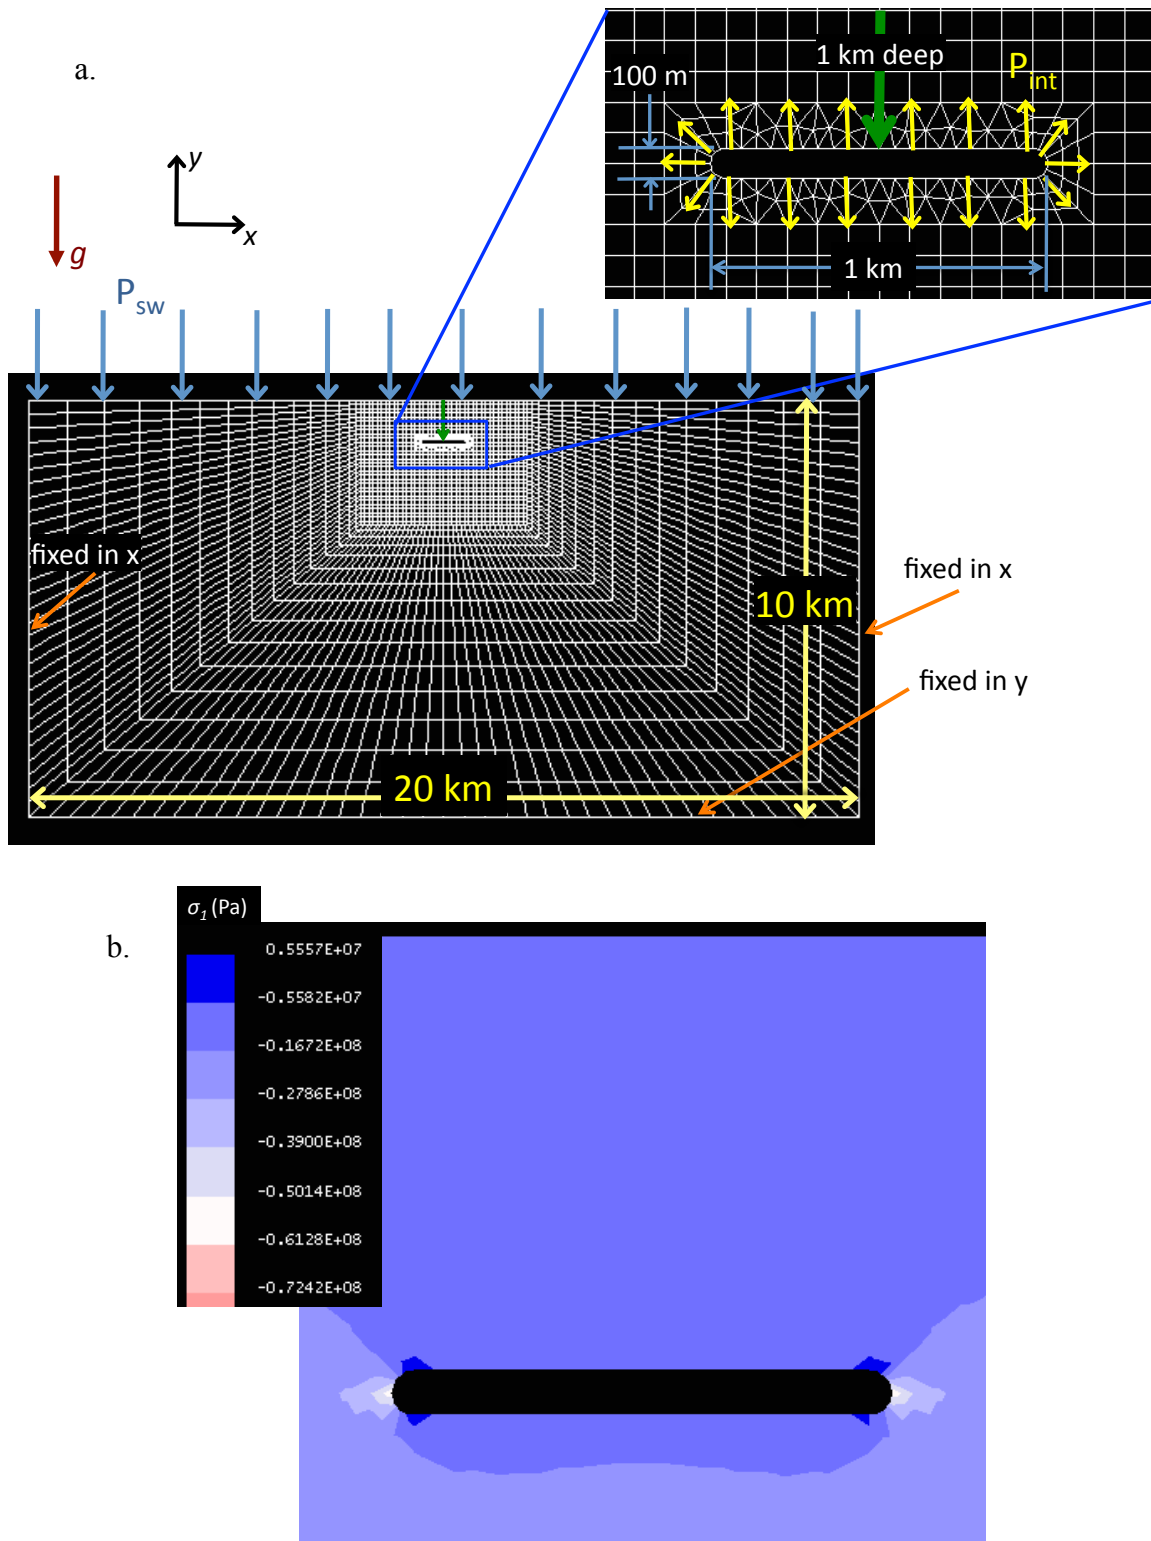 a.
g
y
x
P_sw
100 m
1 km deep
P_int
1 km
fixed in x
10 km
fixed in x
fixed in y
20 km
b.
σ₁ (Pa)
0.5557E+07
-0.5582E+07
-0.1672E+08
-0.2786E+08
-0.3900E+08
-0.5014E+08
-0.6128E+08
-0.7242E+08